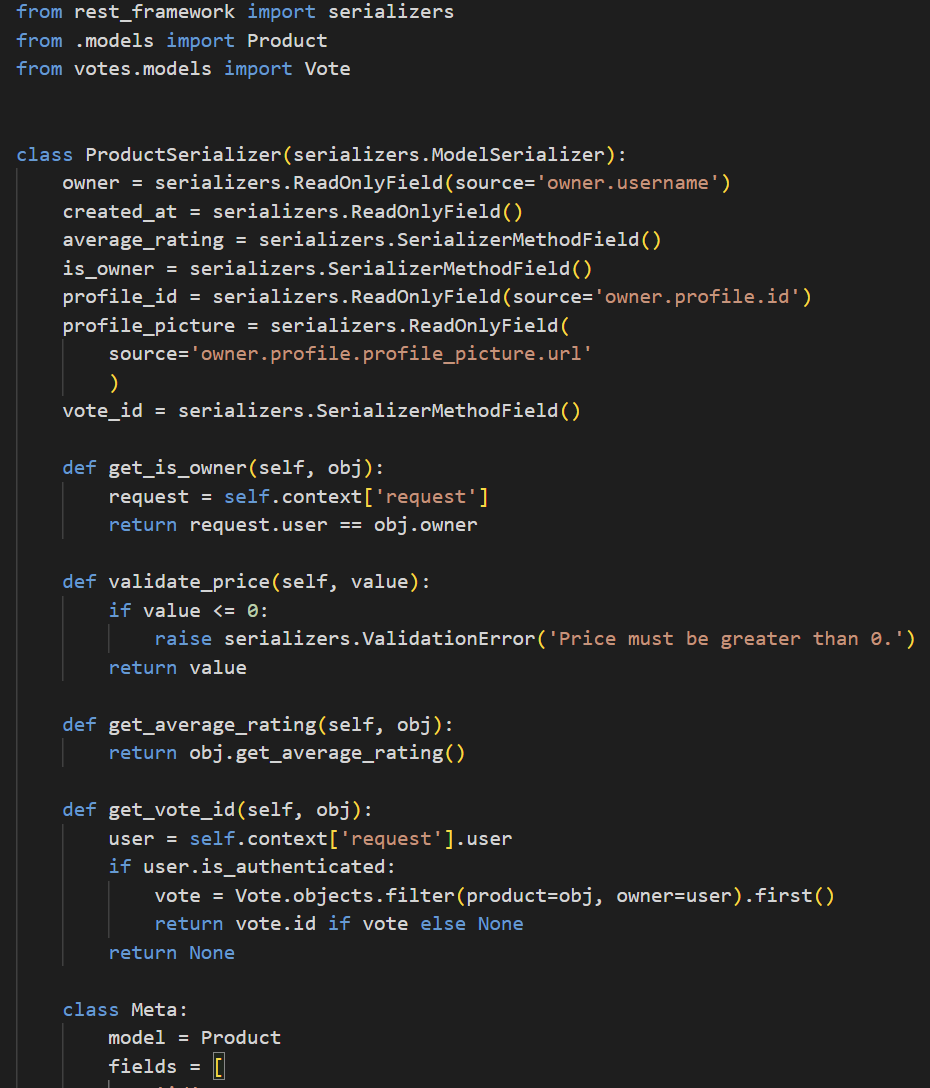 from rest_framework import serializers
from .models import Product
from votes.models import Vote
class ProductSerializer(serializers.ModelSerializer):
    owner = serializers.ReadOnlyField(source='owner.username')
    created_at = serializers.ReadOnlyField()
    average_rating = serializers.SerializerMethodField()
    is_owner = serializers.SerializerMethodField()
    profile_id = serializers.ReadOnlyField(source='owner.profile.id')
    profile_picture = serializers.ReadOnlyField(
        source='owner.profile.profile_picture.url'
        )
    vote_id = serializers.SerializerMethodField()
    def get_is_owner(self, obj):
        request = self.context['request']
        return request.user == obj.owner
    def validate_price(self, value):
        if value <= 0:
            raise serializers.ValidationError('Price must be greater than 0.')
        return value
    def get_average_rating(self, obj):
        return obj.get_average_rating()
    def get_vote_id(self, obj):
        user = self.context['request'].user
        if user.is_authenticated:
            vote = Vote.objects.filter(product=obj, owner=user).first()
            return vote.id if vote else None
        return None
    class Meta:
        model = Product
        fields = [